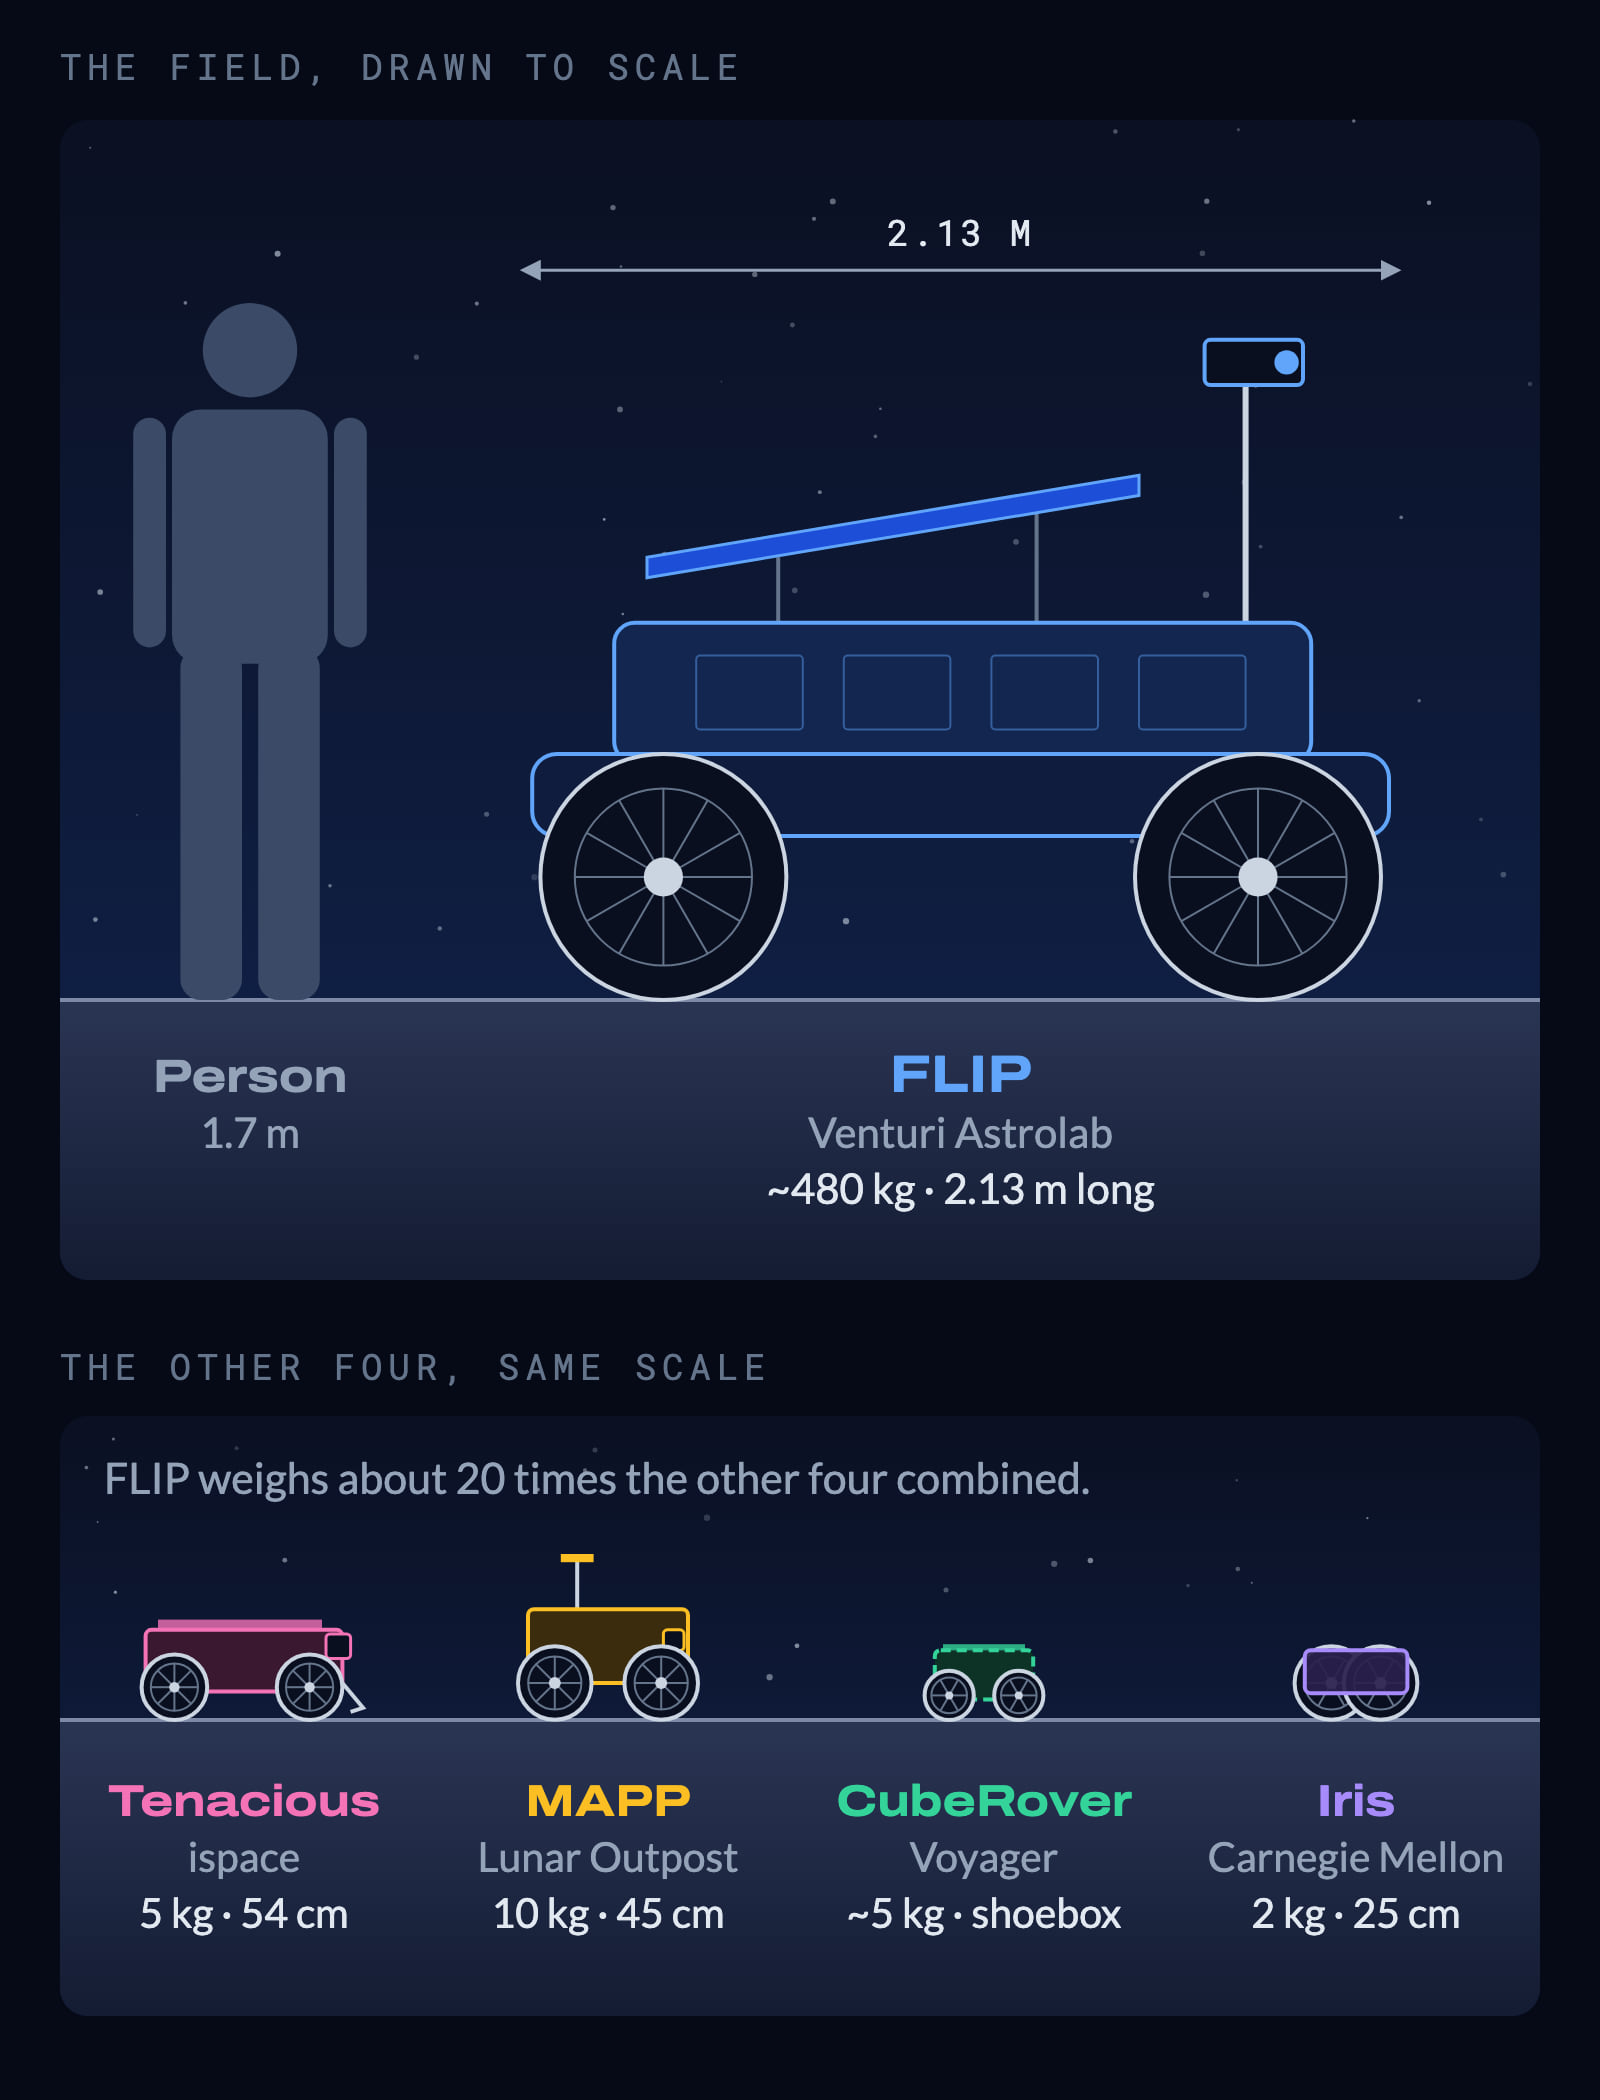 THE FIELD, DRAWN TO SCALE
2.13 M
Person
1.7 m
FLIP
Venturi Astrolab
~480 kg · 2.13 m long
THE OTHER FOUR, SAME SCALE
FLIP weighs about 20 times the other four combined.
Tenacious
ispace
5 kg · 54 cm
MAPP
Lunar Outpost
10 kg · 45 cm
CubeRover
Voyager
~5 kg · shoebox
Iris
Carnegie Mellon
2 kg · 25 cm